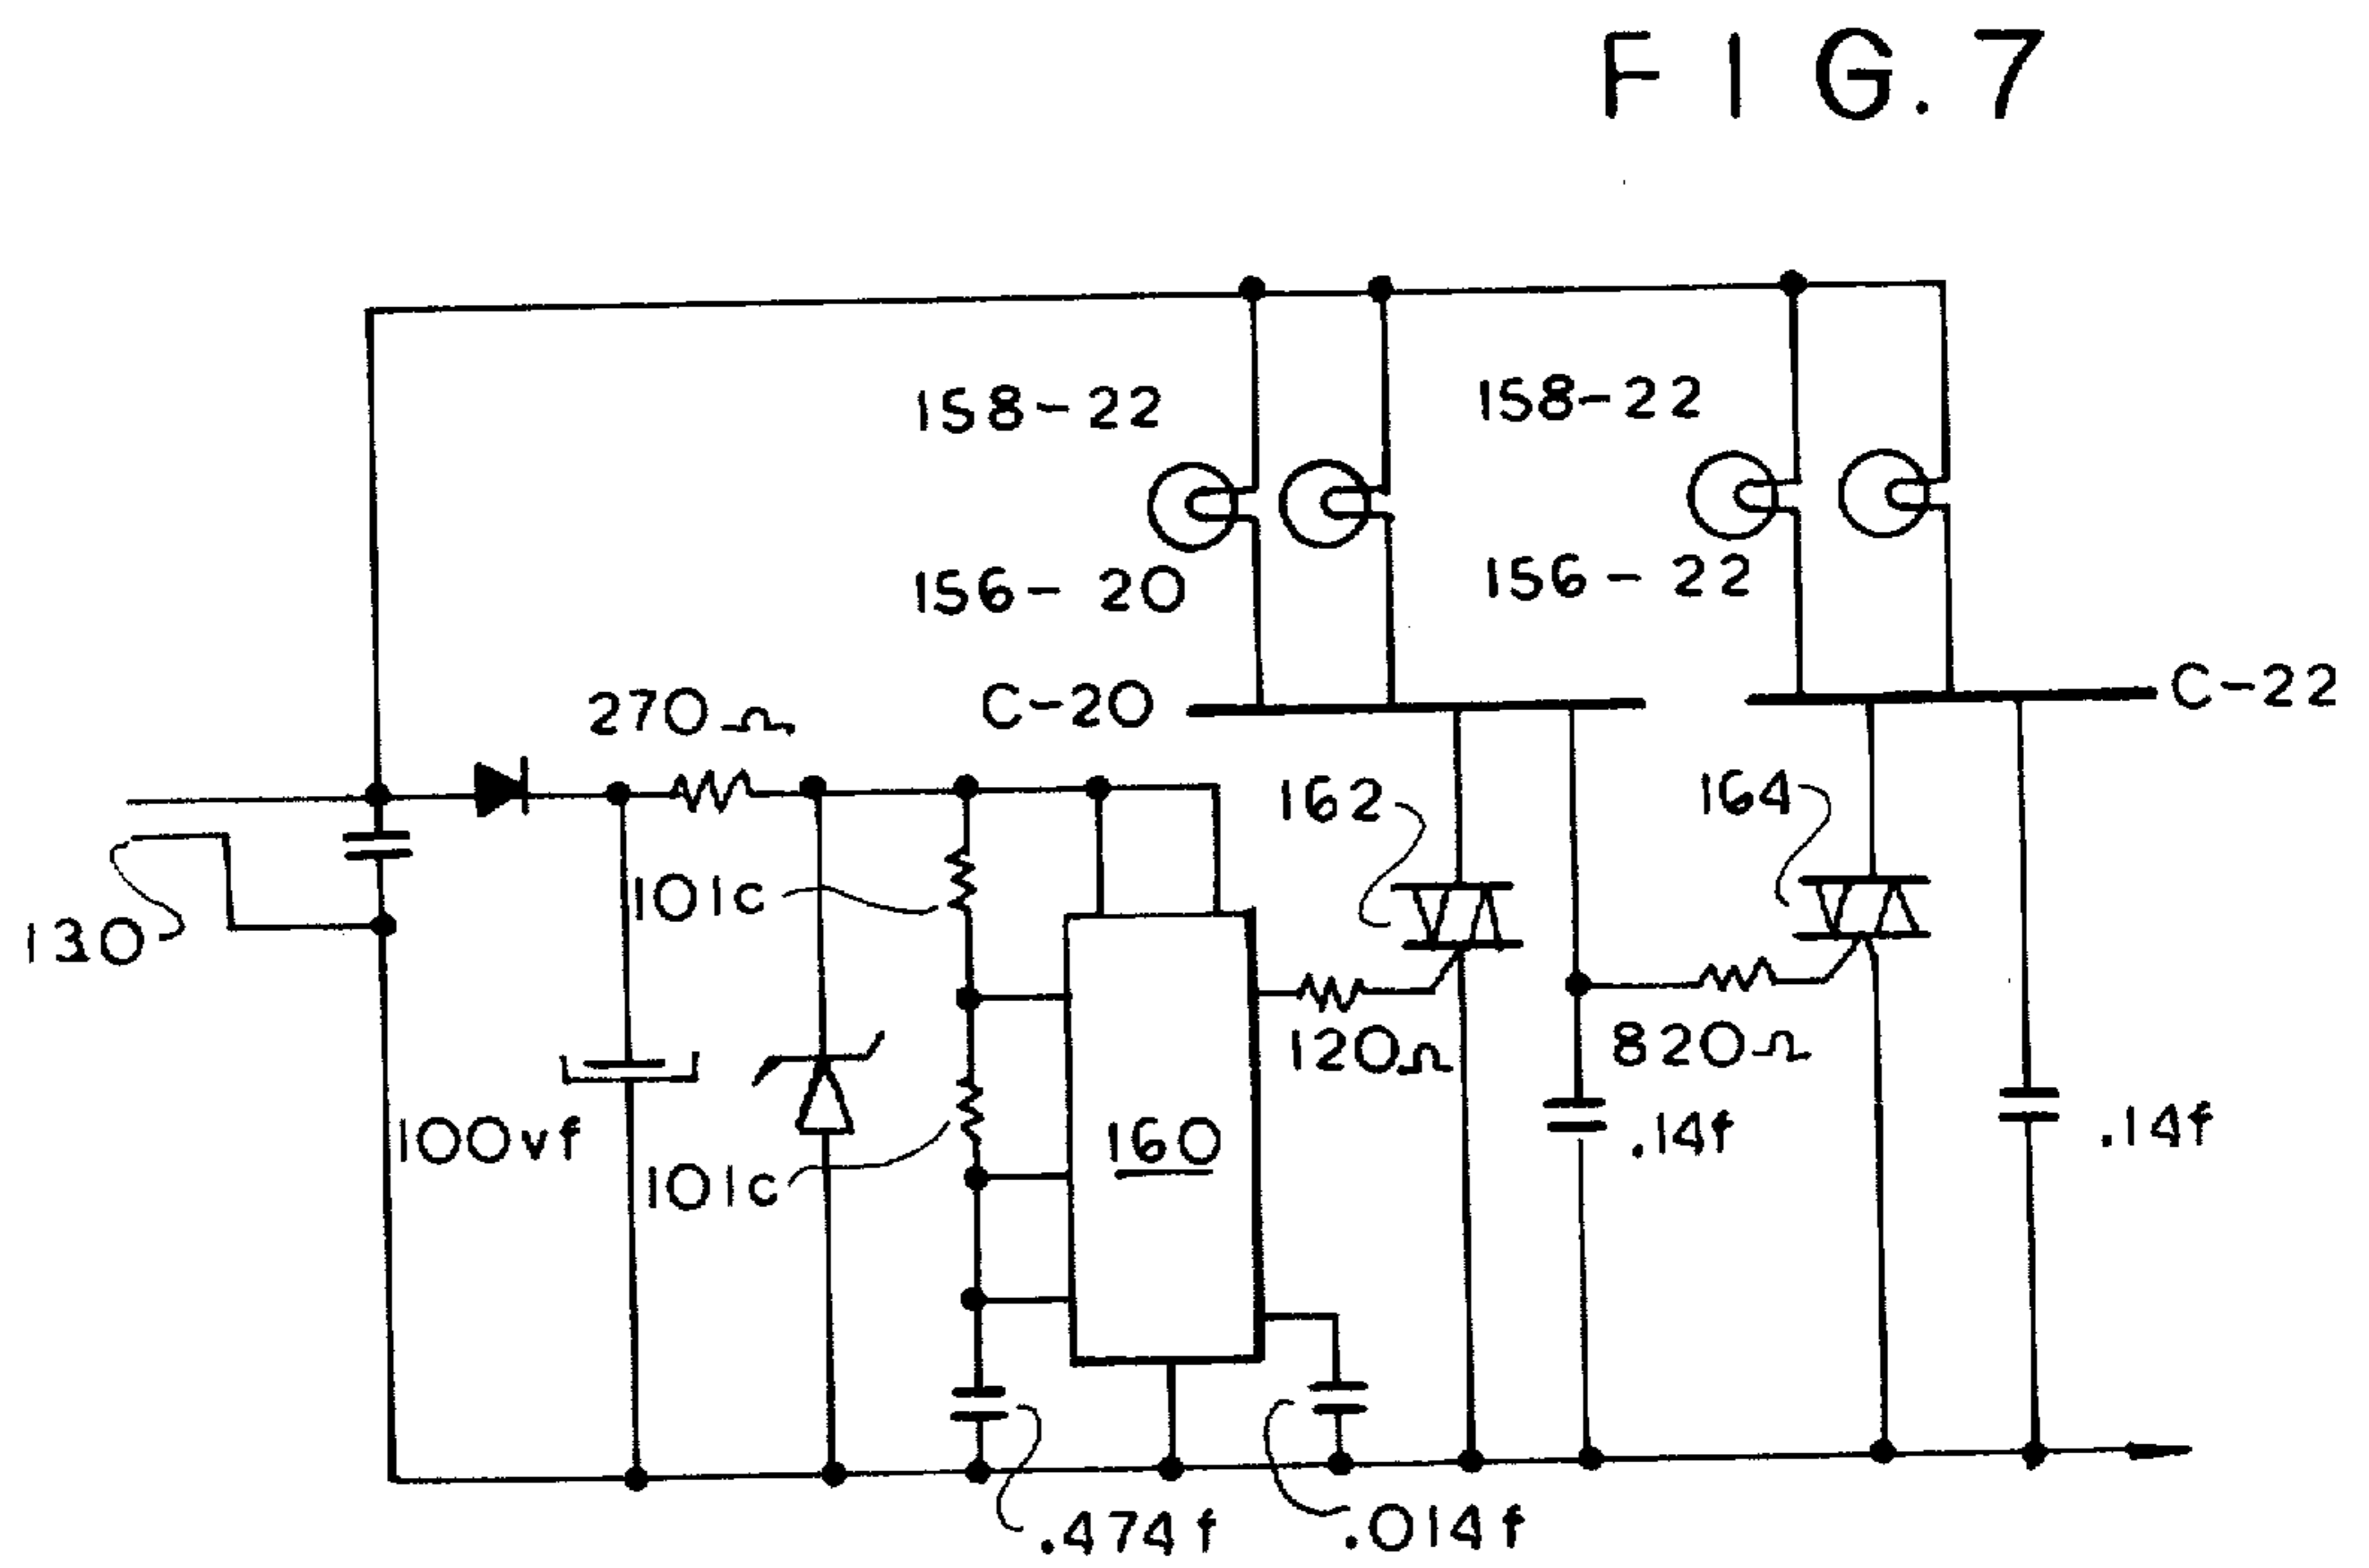 FIG. 7
158-22
158-22
156-20
156-22
C-20
C-22
270Ω
162
164
130
101c
120Ω
820Ω
100vf
101c
160
.14f
.14f
.474f
.014f